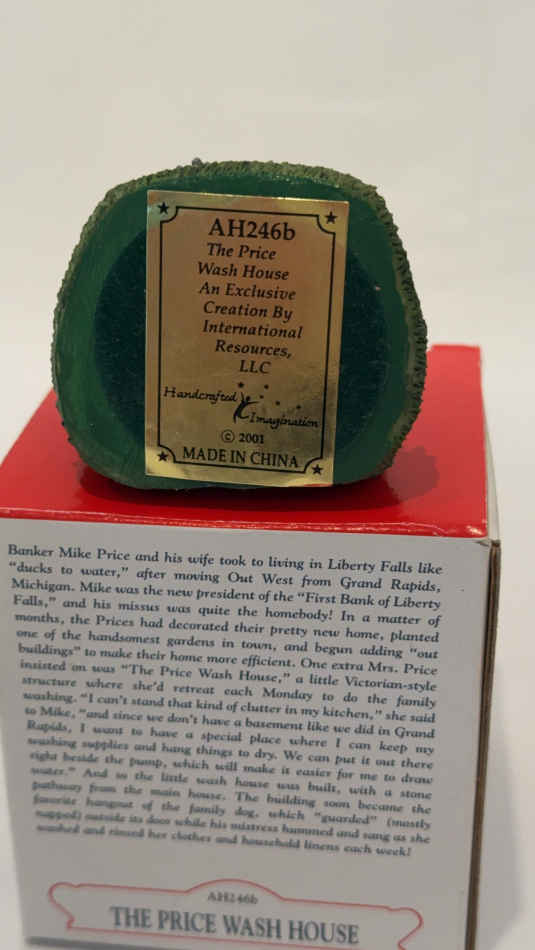 AH246b
The Price
Wash House
An Exclusive
Creation By
International
Resources,
LLC
Handcrafted
Imagination
© 2001
MADE IN CHINA
Banker Mike Price and his wife took to living in Liberty Falls like
"ducks to water," after moving Out West from Grand Rapids,
Michigan. Mike was the new president of the "First Bank of Liberty
Falls," and his missus was quite the homebody! In a matter of
months, the Prices had decorated their pretty new home, planted
one of the handsomest gardens in town, and begun adding "out
buildings" to make their home more efficient. One extra Mrs. Price
insisted on was "The Price Wash House," a little Victorian-style
structure where she'd retreat each Monday to do the family
washing. "I can't stand that kind of clutter in my kitchen," she said
to Mike, "and since we don't have a basement like we did in Grand
Rapids, I want to have a special place where I can keep my
washing supplies and hang things to dry. We can put it out there
right beside the pump, which will make it easier for me to draw
water." And so the little wash house was built, with a stone
pathway from the main house. The building soon became the
favorite hangout of the family dog, which "guarded" (mostly
napped) outside its door while his mistress hummed and sang as she
washed and rinsed her clothes and household linens each week!
AH246b
THE PRICE WASH HOUSE